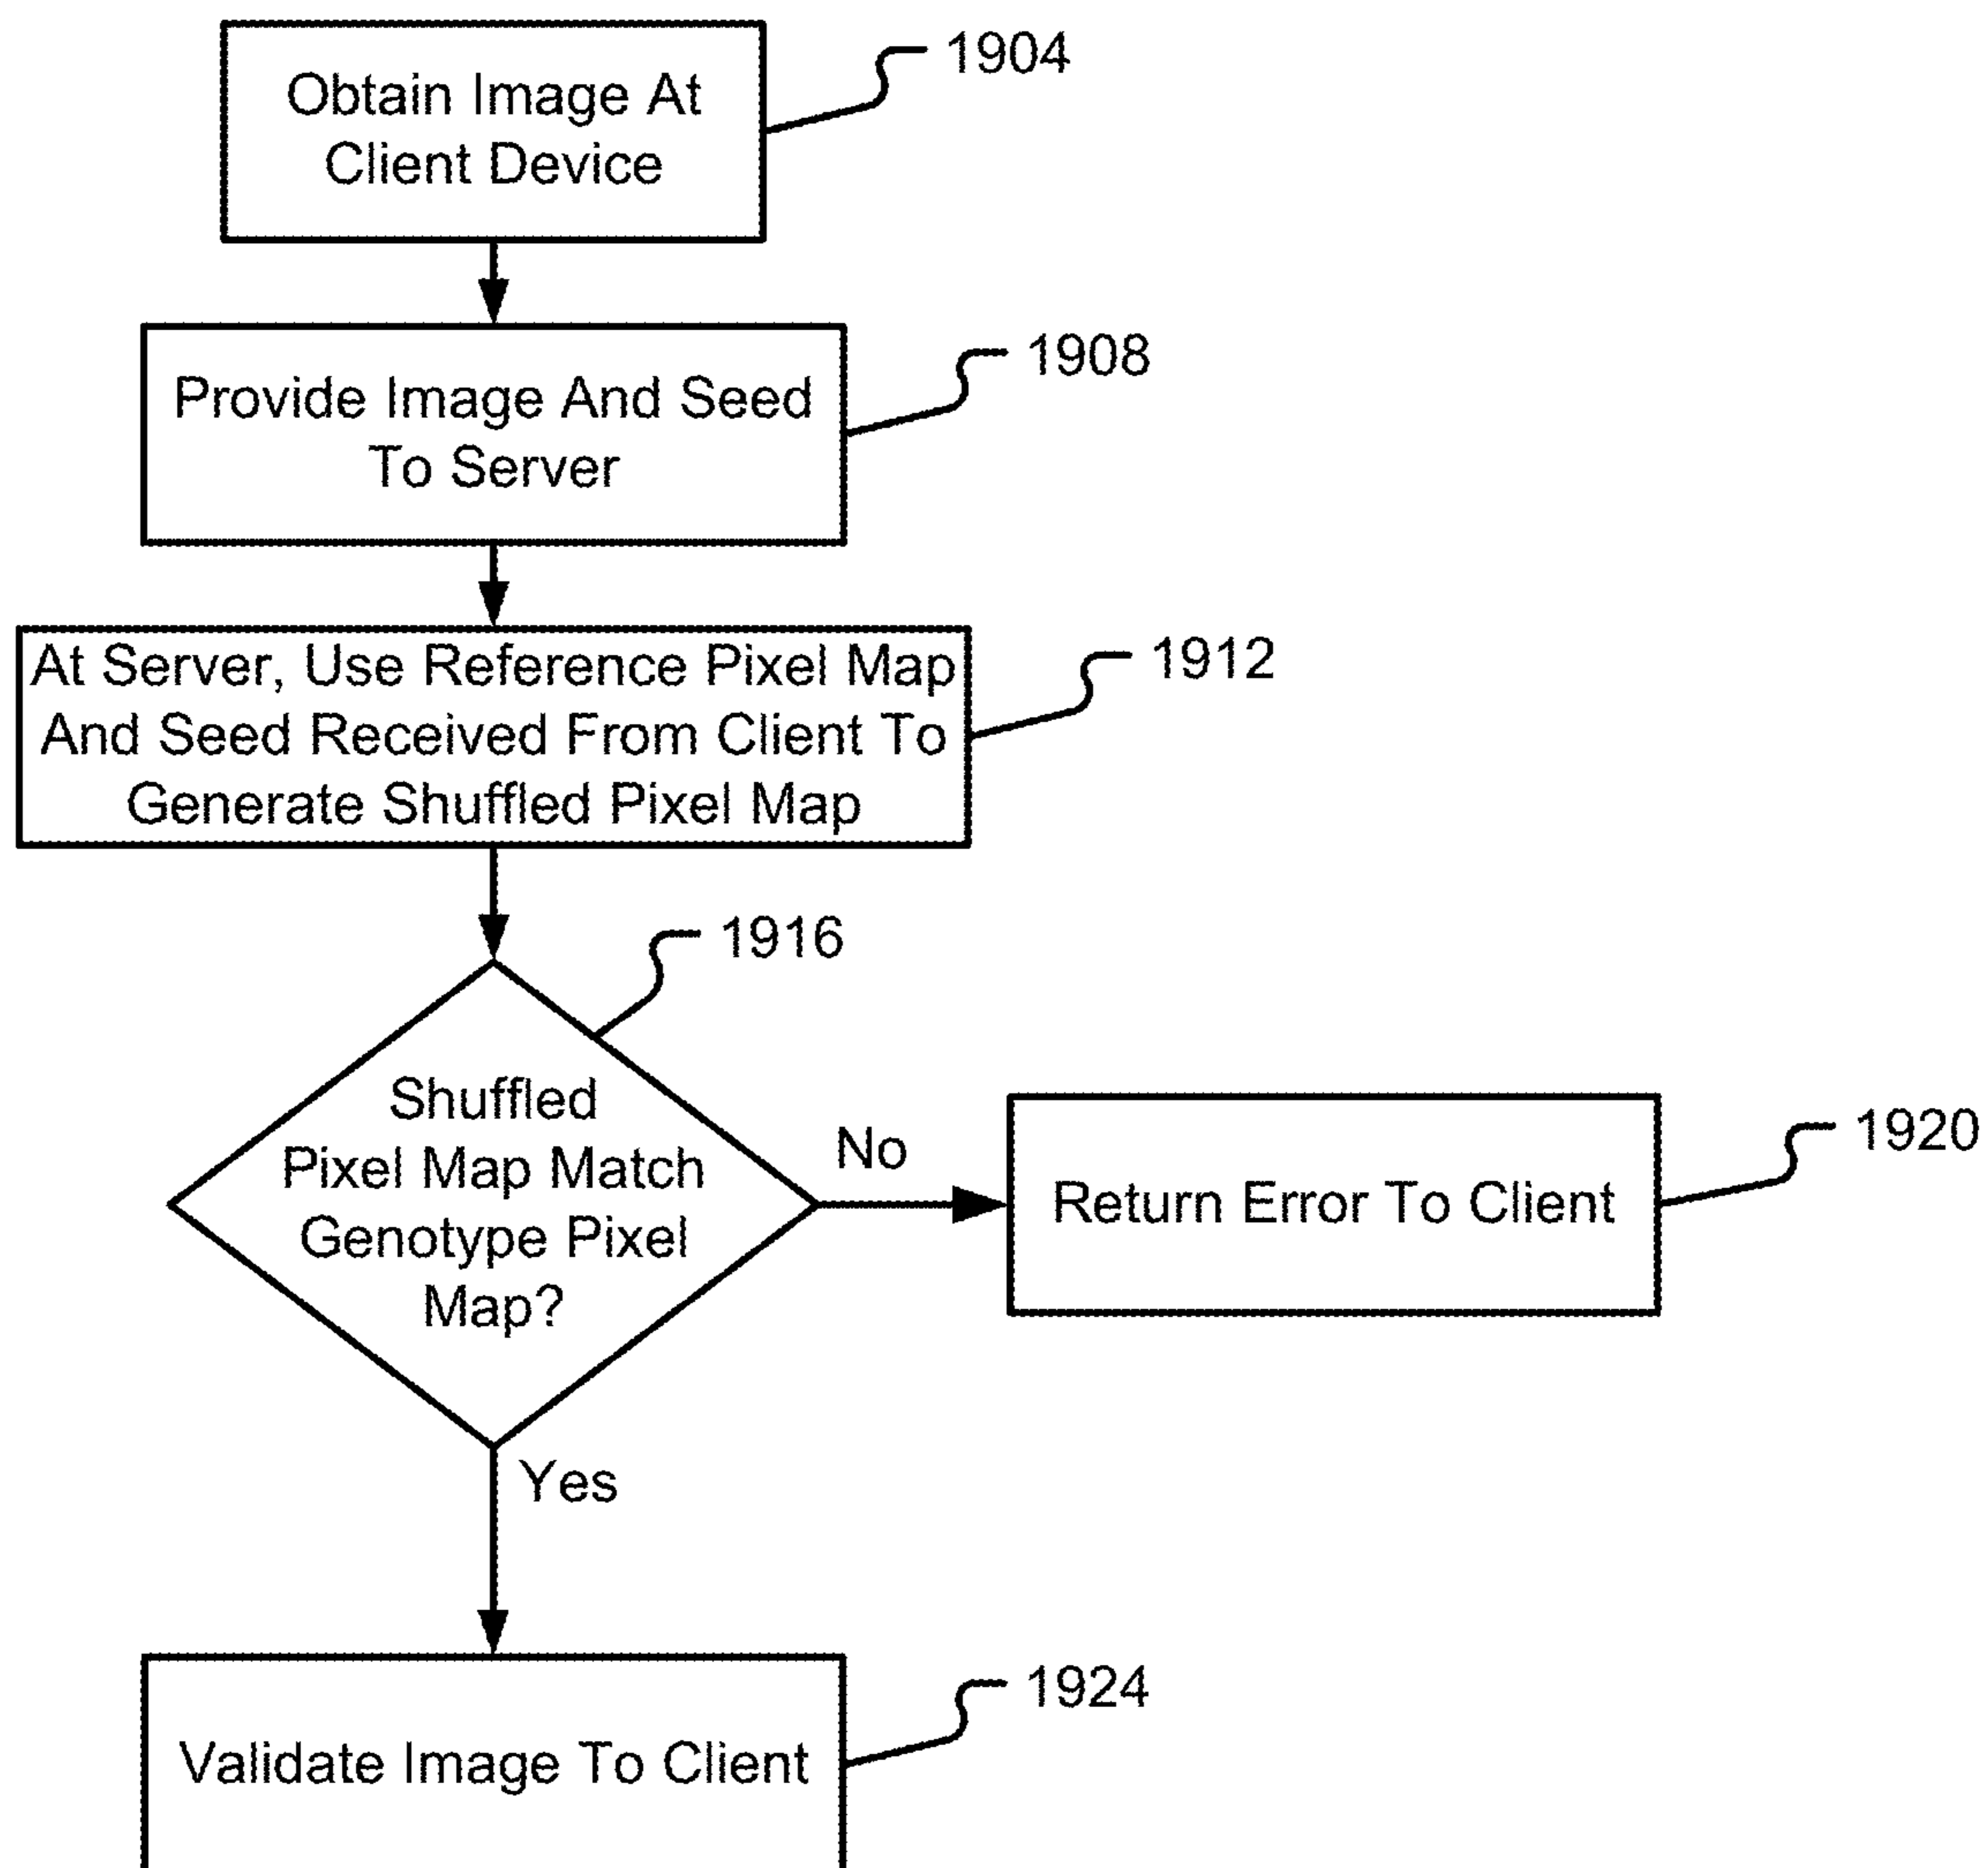 Obtain Image At
Client Device
1904
Provide Image And Seed
To Server
1908
At Server, Use Reference Pixel Map
And Seed Received From Client To
Generate Shuffled Pixel Map
1912
Shuffled
Pixel Map Match
Genotype Pixel
Map?
1916
No
Return Error To Client
1920
Yes
Validate Image To Client
1924